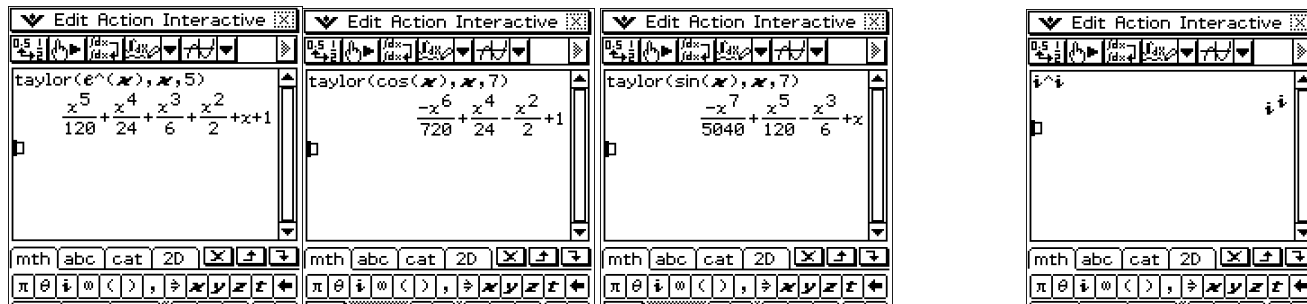 Edit Action Interactive
taylor(e^(x),x,5)
x^5/120+x^4/24+x^3/6+x^2/2+x+1
mth abc cat 2D
π θ i ∞ ( ) , ⇒ x y z t ←
Edit Action Interactive
taylor(cos(x),x,7)
-x^6/720+x^4/24-x^2/2+1
mth abc cat 2D
π θ i ∞ ( ) , ⇒ x y z t ←
Edit Action Interactive
taylor(sin(x),x,7)
-x^7/5040+x^5/120-x^3/6+x
mth abc cat 2D
π θ i ∞ ( ) , ⇒ x y z t ←
Edit Action Interactive
i^i
i^i
mth abc cat 2D
π θ i ∞ ( ) , ⇒ x y z t ←